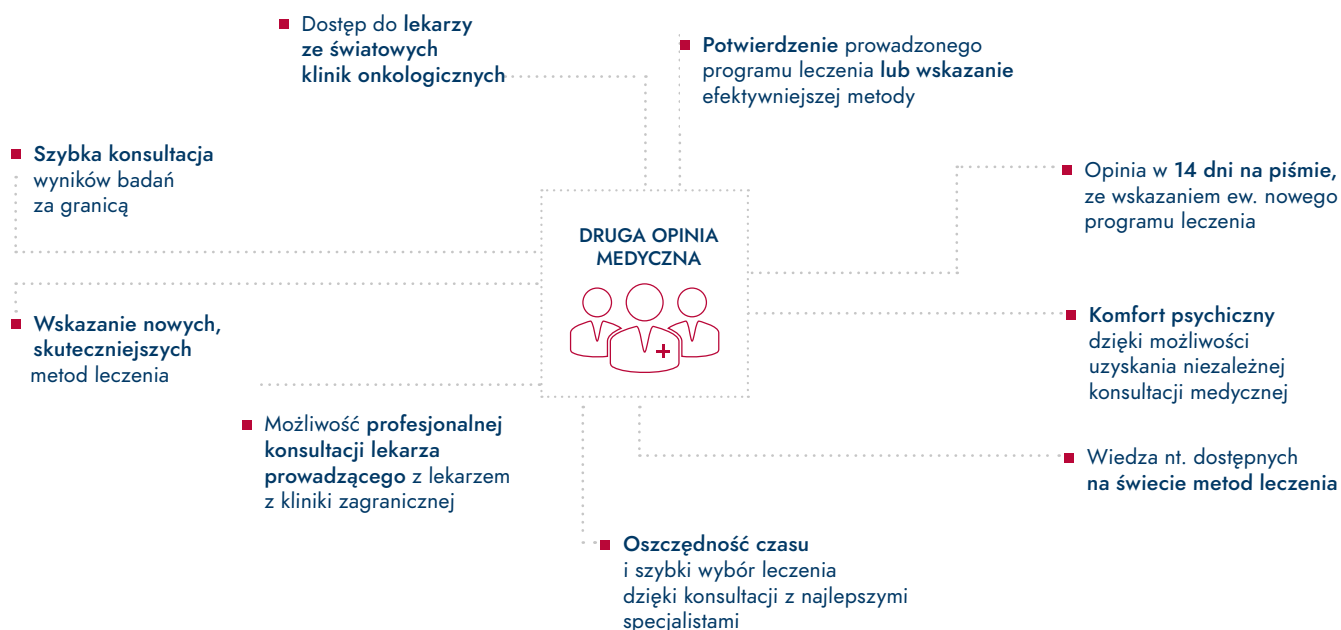 Dostęp do lekarzy
ze światowych
klinik onkologicznych
Potwierdzenie prowadzonego
programu leczenia lub wskazanie
efektywniejszej metody
Szybka konsultacja
wyników badań
za granicą
Opinia w 14 dni na piśmie,
ze wskazaniem ew. nowego
programu leczenia
DRUGA OPINIA
MEDYCZNA
Wskazanie nowych,
skuteczniejszych
metod leczenia
Komfort psychiczny
dzięki możliwości
uzyskania niezależnej
konsultacji medycznej
Możliwość profesjonalnej
konsultacji lekarza
prowadzącego z lekarzem
z kliniki zagranicznej
Wiedza nt. dostępnych
na świecie metod leczenia
Oszczędność czasu
i szybki wybór leczenia
dzięki konsultacji z najlepszymi
specjalistami